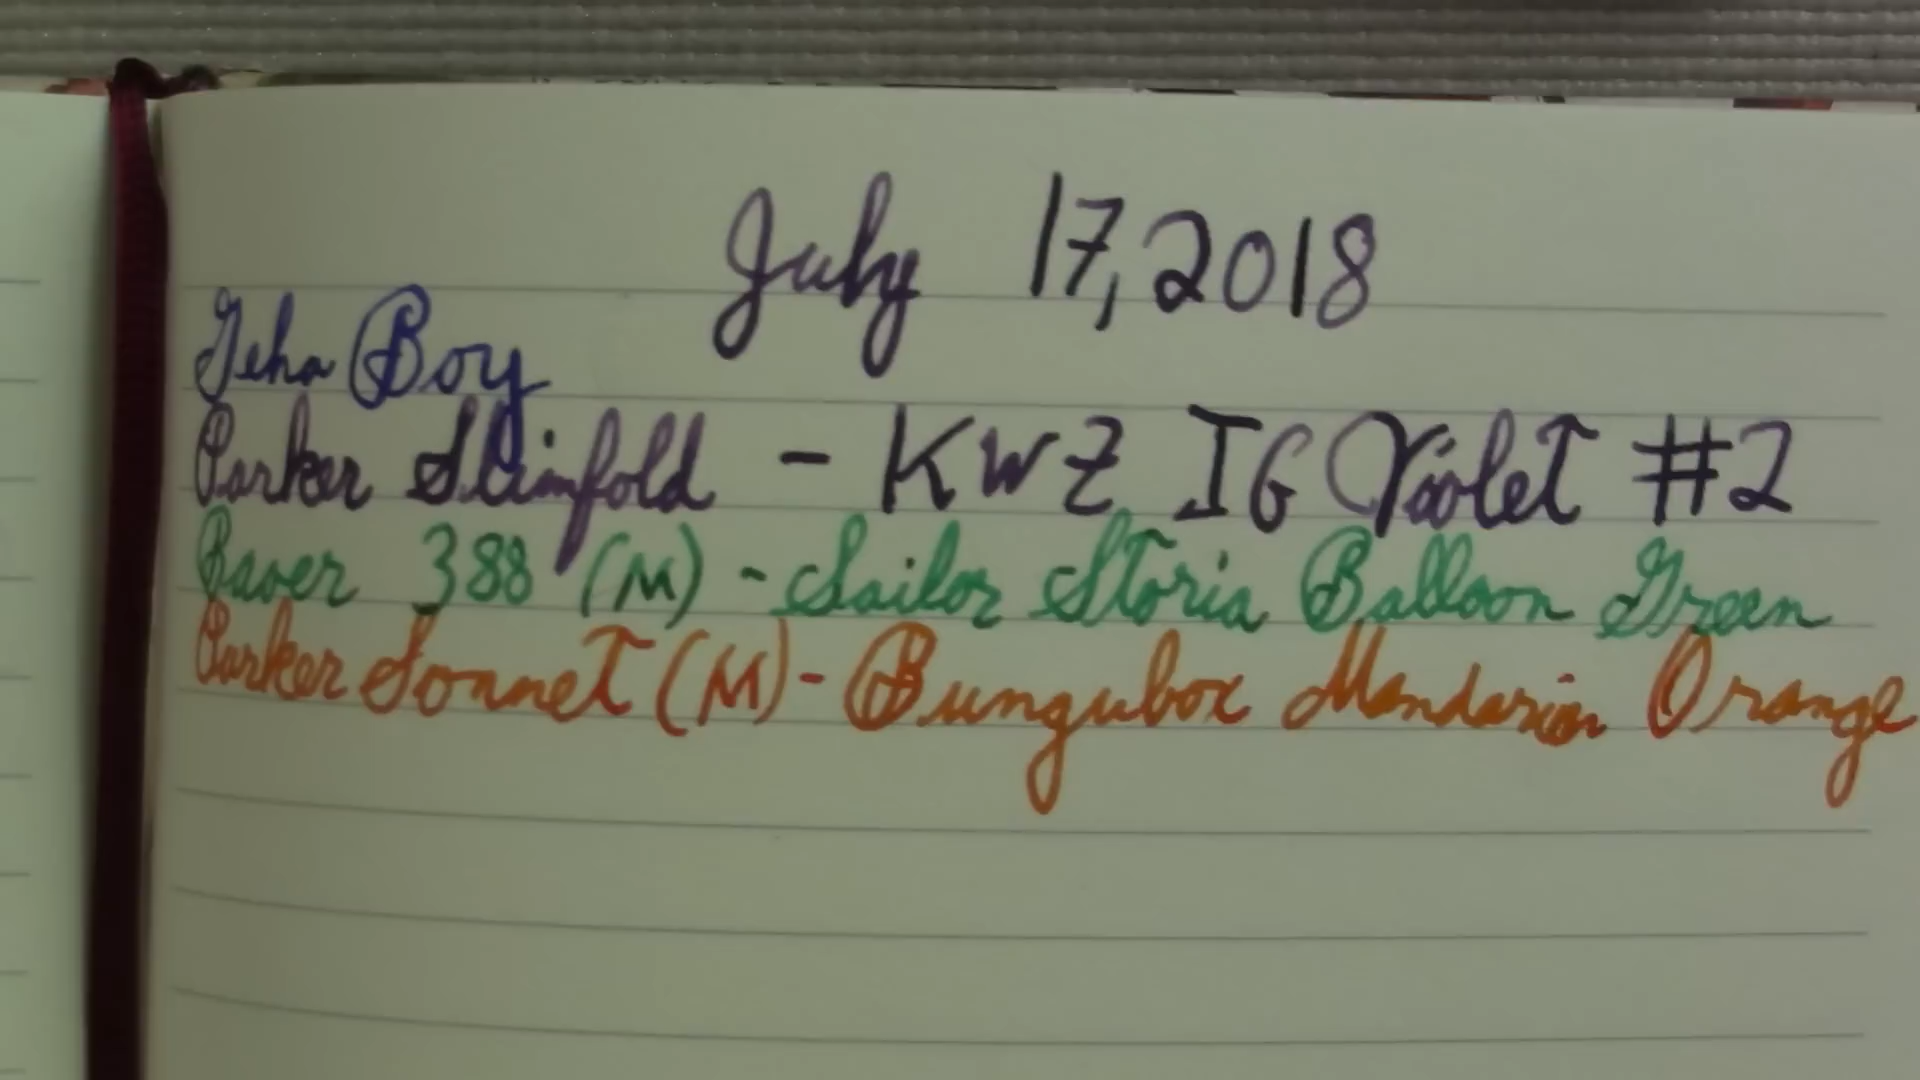 July 17, 2018
Geha Boy
Parker Slimfold - KWZ IG Violet #2
Baoer 388 (M) - Sailor Storia Balloon Green
Parker Sonnet (M) - Bungubox Mandarin Orange